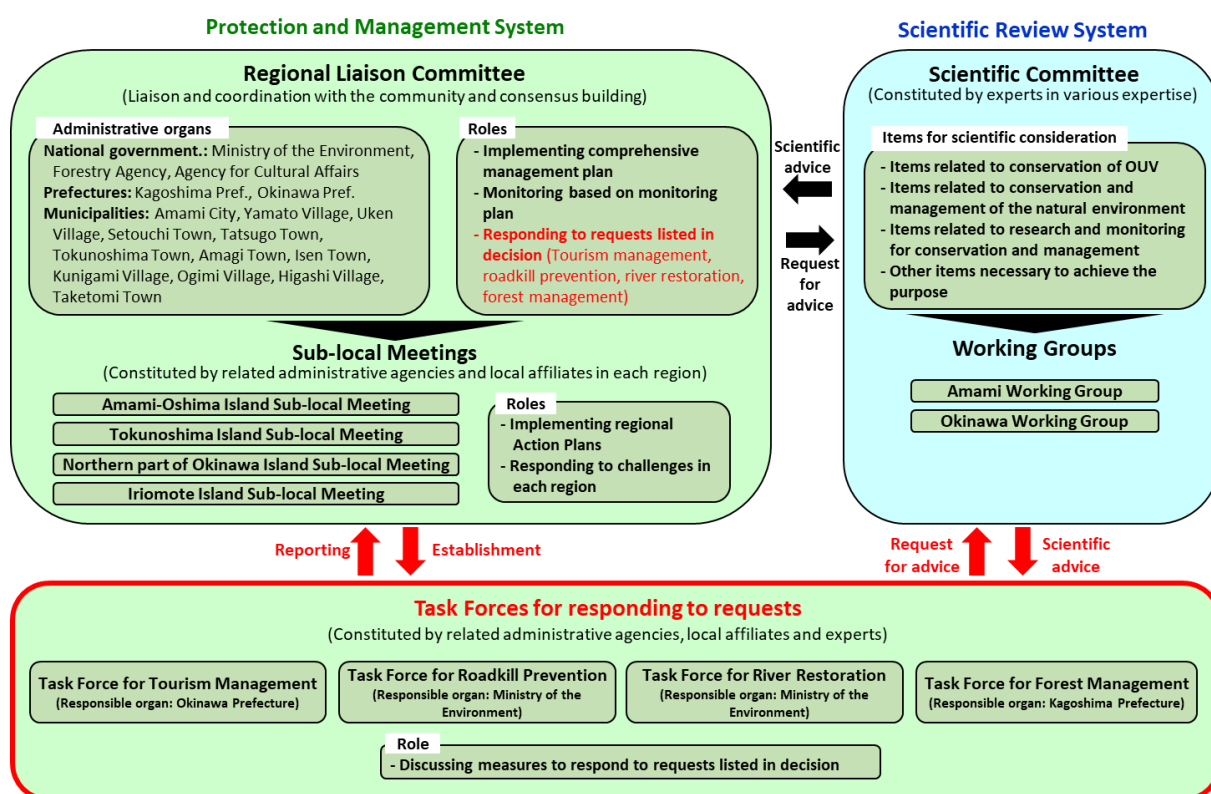 Protection and Management System
Scientific Review System
Regional Liaison Committee
(Liaison and coordination with the community and consensus building)
Administrative organs
National government.: Ministry of the Environment,
Forestry Agency, Agency for Cultural Affairs
Prefectures: Kagoshima Pref., Okinawa Pref.
Municipalities: Amami City, Yamato Village, Uken
Village, Setouchi Town, Tatsugo Town,
Tokunoshima Town, Amagi Town, Isen Town,
Kunigami Village, Ogimi Village, Higashi Village,
Taketomi Town
Roles
- Implementing comprehensive
management plan
- Monitoring based on monitoring
plan
- Responding to requests listed in
decision (Tourism management,
roadkill prevention, river restoration,
forest management)
Sub-local Meetings
(Constituted by related administrative agencies and local affiliates in each region)
Amami-Oshima Island Sub-local Meeting
Tokunoshima Island Sub-local Meeting
Northern part of Okinawa Island Sub-local Meeting
Iriomote Island Sub-local Meeting
Roles
- Implementing regional
Action Plans
- Responding to challenges in
each region
Scientific
advice
Request
for
advice
Scientific Committee
(Constituted by experts in various expertise)
Items for scientific consideration
- Items related to conservation of OUV
- Items related to conservation and
management of the natural environment
- Items related to research and monitoring
for conservation and management
- Other items necessary to achieve the
purpose
Working Groups
Amami Working Group
Okinawa Working Group
Reporting
Establishment
Request
for advice
Scientific
advice
Task Forces for responding to requests
(Constituted by related administrative agencies, local affiliates and experts)
Task Force for Tourism Management
(Responsible organ: Okinawa Prefecture)
Task Force for Roadkill Prevention
(Responsible organ: Ministry of the
Environment)
Task Force for River Restoration
(Responsible organ: Ministry of the
Environment)
Task Force for Forest Management
(Responsible organ: Kagoshima Prefecture)
Role
- Discussing measures to respond to requests listed in decision